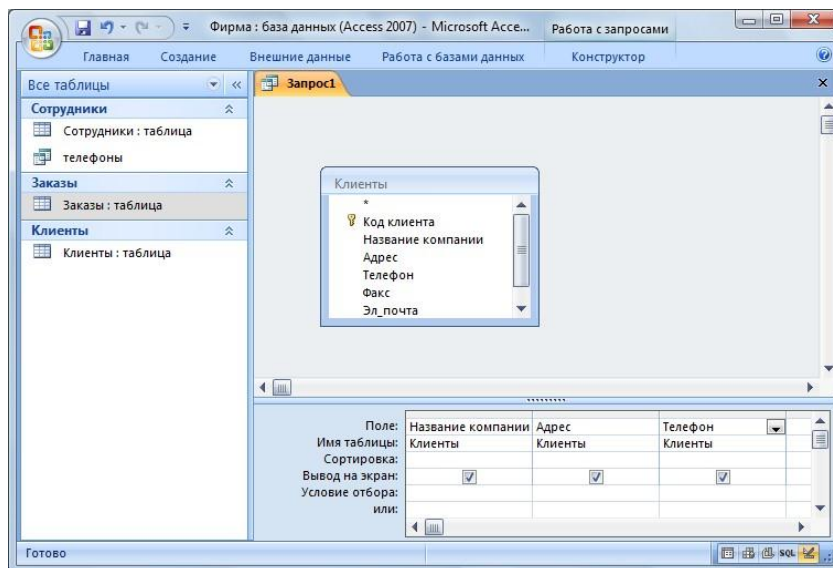 Фирма : база данных (Access 2007) - Microsoft Acce...
Работа с запросами
Главная Создание Внешние данные Работа с базами данных Конструктор
Все таблицы
Запрос1
Сотрудники
Сотрудники : таблица
телефоны
Заказы
Заказы : таблица
Клиенты
Клиенты : таблица
Клиенты
*
Код клиента
Название компании
Адрес
Телефон
Факс
Эл_почта
Поле: Название компании Адрес Телефон
Имя таблицы: Клиенты Клиенты Клиенты
Сортировка:
Вывод на экран:
Условие отбора:
или:
Готово
SQL